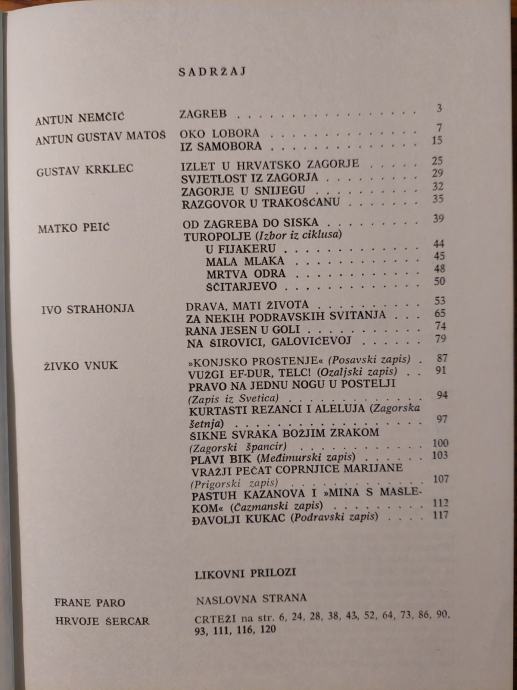 SADRŽAJ
ANTUN NEMČIĆ ZAGREB . . . . . . . . . . . . . . . . . 3
ANTUN GUSTAV MATOŠ OKO LOBORA . . . . . . . . . . . . . . 7
IZ SAMOBORA . . . . . . . . . . . . . . 15
GUSTAV KRKLEC IZLET U HRVATSKO ZAGORJE . . . . . 25
SVJETLOST IZ ZAGORJA . . . . . . . . . 29
ZAGORJE U SNIJEGU . . . . . . . . . . 32
RAZGOVOR U TRAKOŠĆANU . . . . . . . 35
MATKO PEIĆ OD ZAGREBA DO SISKA . . . . . . . . . 39
TUROPOLJE (Izbor iz ciklusa)
U FIJAKERU . . . . . . . . . . . . . 44
MALA MLAKA . . . . . . . . . . . . 45
MRTVA ODRA . . . . . . . . . . . . 48
ŠĆITARJEVO . . . . . . . . . . . . . 50
IVO STRAHONJA DRAVA, MATI ŽIVOTA . . . . . . . . . . 53
ZA NEKIH PODRAVSKIH SVITANJA . . . 65
RANA JESEN U GOLI . . . . . . . . . . 74
NA ŠIROVICI, GALOVIĆEVOJ . . . . . . 79
ŽIVKO VNUK »KONJSKO PROŠTENJE« (Posavski zapis) . 87
VUŽGI EF-DUR, TELC! (Ozaljski zapis) . . 91
PRAVO NA JEDNU NOGU U POSTELJI
(Zapis iz Svetica) . . . . . . . . . . . . . 94
KURTASTI REZANCI I ALELUJA (Zagorska
šetnja) . . . . . . . . . . . . . . . . . . 97
ŠIKNE SVRAKA BOŽJIM ZRAKOM
(Zagorski špancir) . . . . . . . . . . . . . 100
PLAVI BIK (Međimurski zapis) . . . . . . 103
VRAŽJI PEČAT COPRNJICE MARIJANE
(Prigorski zapis) . . . . . . . . . . . . . 107
PASTUH KAZANOVA I »MINA S MAŠLE-
KOM« (Čazmanski zapis) . . . . . . . . 112
ĐAVOLJI KUKAC (Podravski zapis) . . . . 117
LIKOVNI PRILOZI
FRANE PARO NASLOVNA STRANA
HRVOJE ŠERCAR CRTEŽI na str. 6, 24, 28, 38, 43, 52, 64, 73, 86, 90,
93, 111, 116, 120